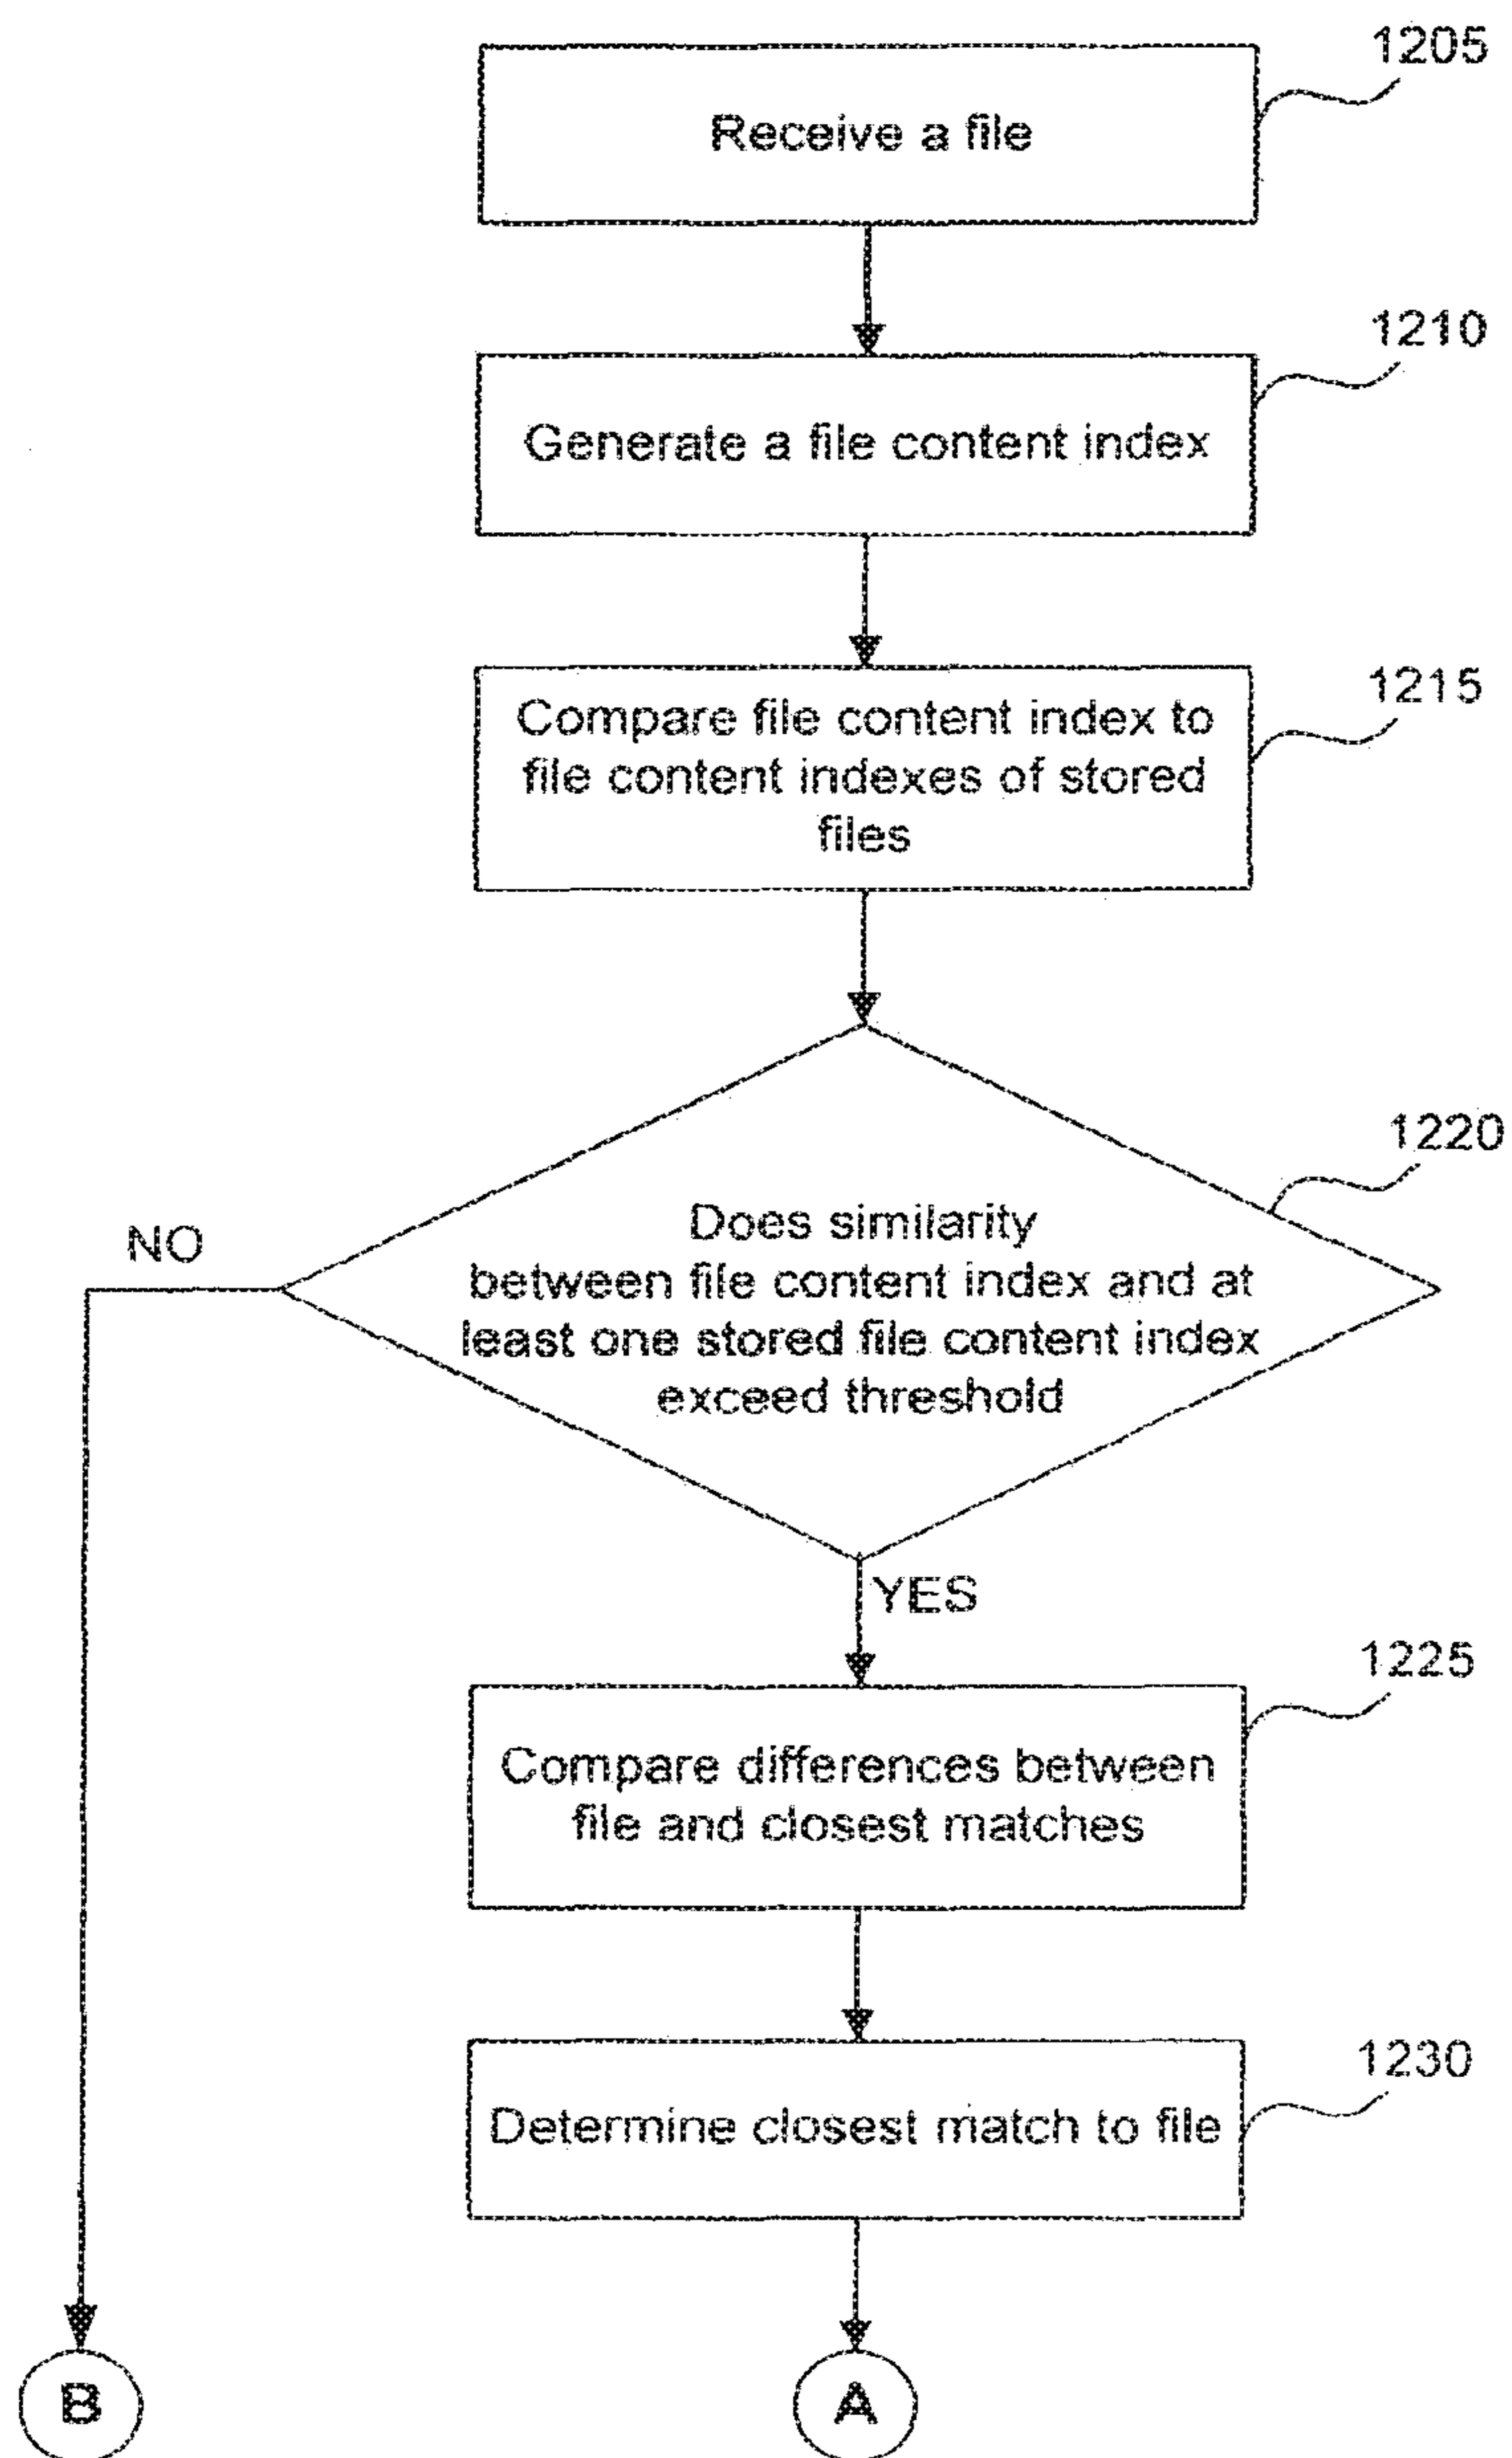 1205
Receive a file
1210
Generate a file content index
1215
Compare file content index to
file content indexes of stored
files
1220
NO
Does similarity
between file content index and at
least one stored file content index
exceed threshold
YES
1225
Compare differences between
file and closest matches
1230
Determine closest match to file
B
A